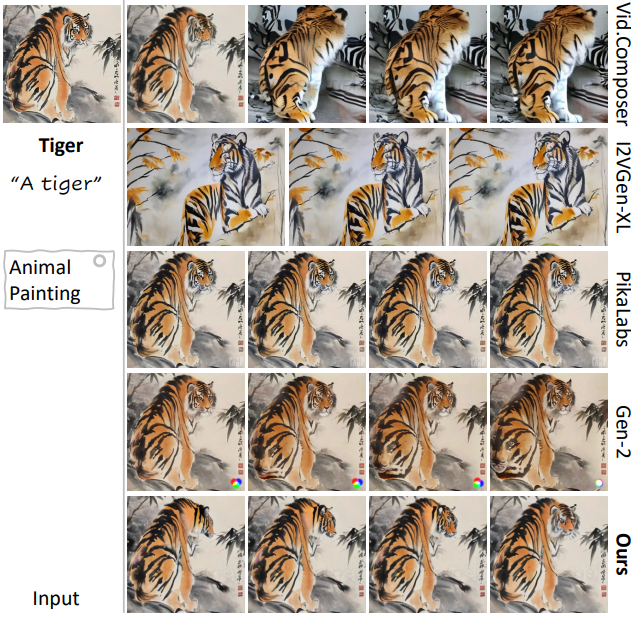 Tiger
“A tiger”
Animal
Painting
Input
Vid.Composer
I2VGen-XL
PikaLabs
Gen-2
Ours